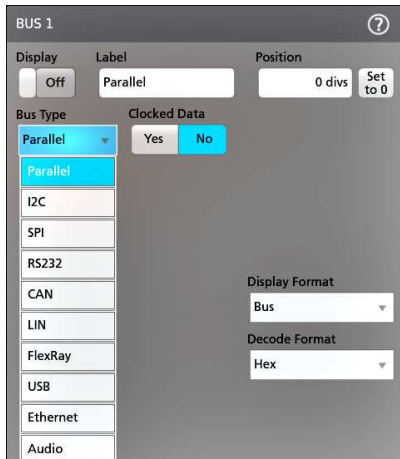 BUS 1
?
Display Label Position
Off Parallel 0 divs Set to 0
Bus Type Clocked Data
Parallel Yes No
Parallel
I2C
SPI
RS232
CAN
LIN
FlexRay
USB
Ethernet
Audio
Display Format
Bus
Decode Format
Hex